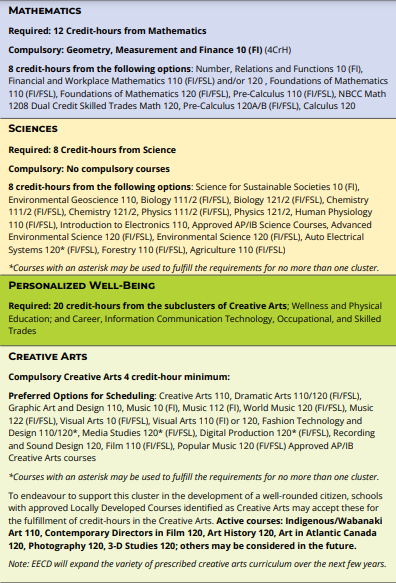 MATHEMATICS
Required: 12 Credit-hours from Mathematics
Compulsory: Geometry, Measurement and Finance 10 (FI) (4CrH)
8 credit-hours from the following options: Number, Relations and Functions 10 (FI),
Financial and Workplace Mathematics 110 (FI/FSL) and/or 120 , Foundations of Mathematics
110 (FI/FSL), Foundations of Mathematics 120 (FI/FSL), Pre-Calculus 110 (FI/FSL), NBCC Math
1208 Dual Credit Skilled Trades Math 120, Pre-Calculus 120A/B (FI/FSL), Calculus 120
SCIENCES
Required: 8 Credit-hours from Science
Compulsory: No compulsory courses
8 credit-hours from the following options: Science for Sustainable Societies 10 (FI),
Environmental Geoscience 110, Biology 111/2 (FI/FSL), Biology 121/2 (FI/FSL), Chemistry
111/2 (FI/FSL), Chemistry 121/2, Physics 111/2 (FI/FSL), Physics 121/2, Human Physiology
110 (FI/FSL), Introduction to Electronics 110, Approved AP/IB Science Courses, Advanced
Environmental Science 120 (FI/FSL), Environmental Science 120 (FI/FSL), Auto Electrical
Systems 120* (FI/FSL), Forestry 110 (FI/FSL), Agriculture 110 (FI/FSL)
*Courses with an asterisk may be used to fulfill the requirements for no more than one cluster.
PERSONALIZED WELL-BEING
Required: 20 credit-hours from the subclusters of Creative Arts; Wellness and Physical
Education; and Career, Information Communication Technology, Occupational, and Skilled
Trades
CREATIVE ARTS
Compulsory Creative Arts 4 credit-hour minimum:
Preferred Options for Scheduling: Creative Arts 110, Dramatic Arts 110/120 (FI/FSL),
Graphic Art and Design 110, Music 10 (FI), Music 112 (FI), World Music 120 (FI/FSL), Music
122 (FI/FSL), Visual Arts 10 (FI/FSL), Visual Arts 110 (FI) or 120, Fashion Technology and
Design 110/120*, Media Studies 120* (FI/FSL), Digital Production 120* (FI/FSL), Recording
and Sound Design 120, Film 110 (FI/FSL), Popular Music 120 (FI/FSL) Approved AP/IB
Creative Arts courses
*Courses with an asterisk may be used to fulfill the requirements for no more than one cluster.
To endeavour to support this cluster in the development of a well-rounded citizen, schools
with approved Locally Developed Courses identified as Creative Arts may accept these for
the fulfillment of credit-hours in the Creative Arts. Active courses: Indigenous/Wabanaki
Art 110, Contemporary Directors in Film 120, Art History 120, Art in Atlantic Canada
120, Photography 120, 3-D Studies 120; others may be considered in the future.
Note: EECD will expand the variety of prescribed creative arts curriculum over the next few years.